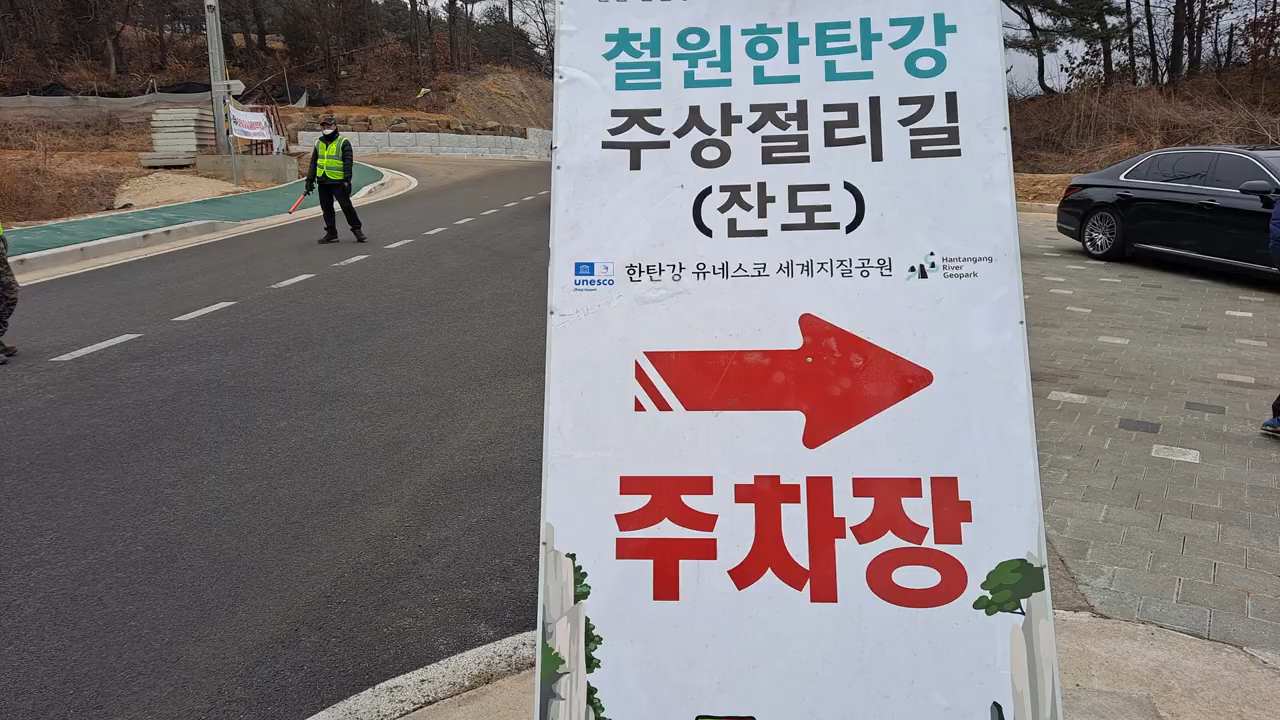 철원한탄강
주상절리길
(잔도)
unesco
한탄강 유네스코 세계지질공원
Hantangang
River
Geopark
주차장